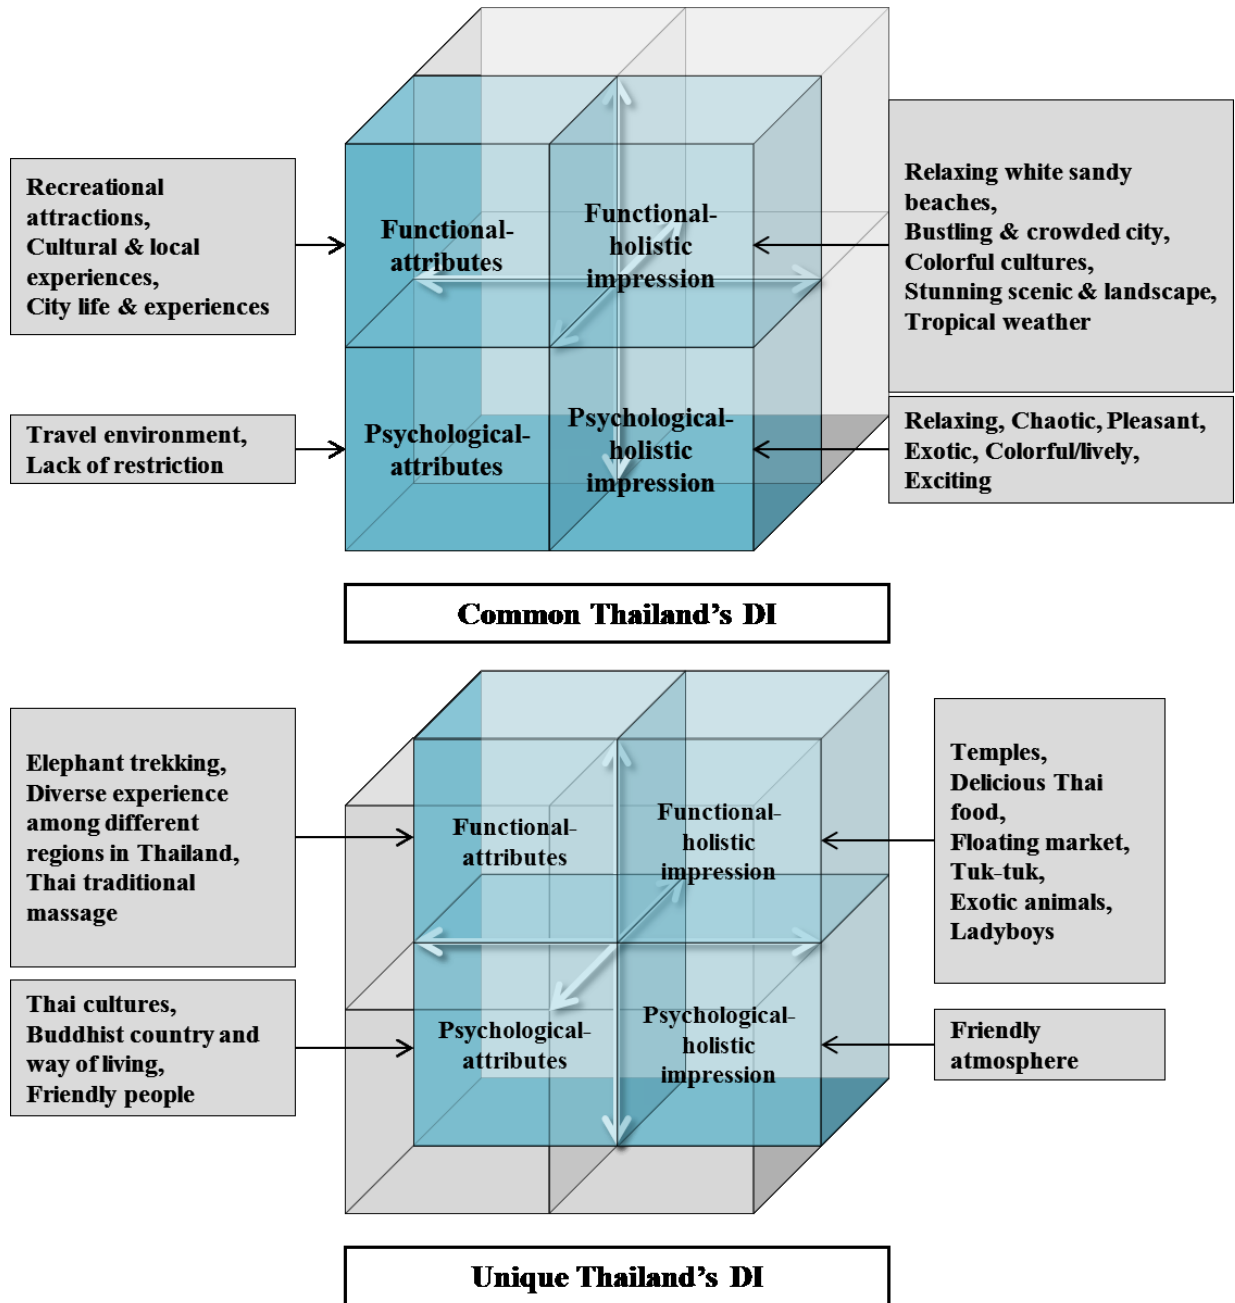 Recreational
attractions,
Cultural & local
experiences,
City life & experiences
Functional-
attributes
Functional-
holistic
impression
Relaxing white sandy
beaches,
Bustling & crowded city,
Colorful cultures,
Stunning scenic & landscape,
Tropical weather
Travel environment,
Lack of restriction
Psychological-
attributes
Psychological-
holistic
impression
Relaxing, Chaotic, Pleasant,
Exotic, Colorful/lively,
Exciting
Common Thailand’s DI
Elephant trekking,
Diverse experience
among different
regions in Thailand,
Thai traditional
massage
Functional-
attributes
Functional-
holistic
impression
Temples,
Delicious Thai
food,
Floating market,
Tuk-tuk,
Exotic animals,
Ladyboys
Thai cultures,
Buddhist country and
way of living,
Friendly people
Psychological-
attributes
Psychological-
holistic
impression
Friendly
atmosphere
Unique Thailand’s DI